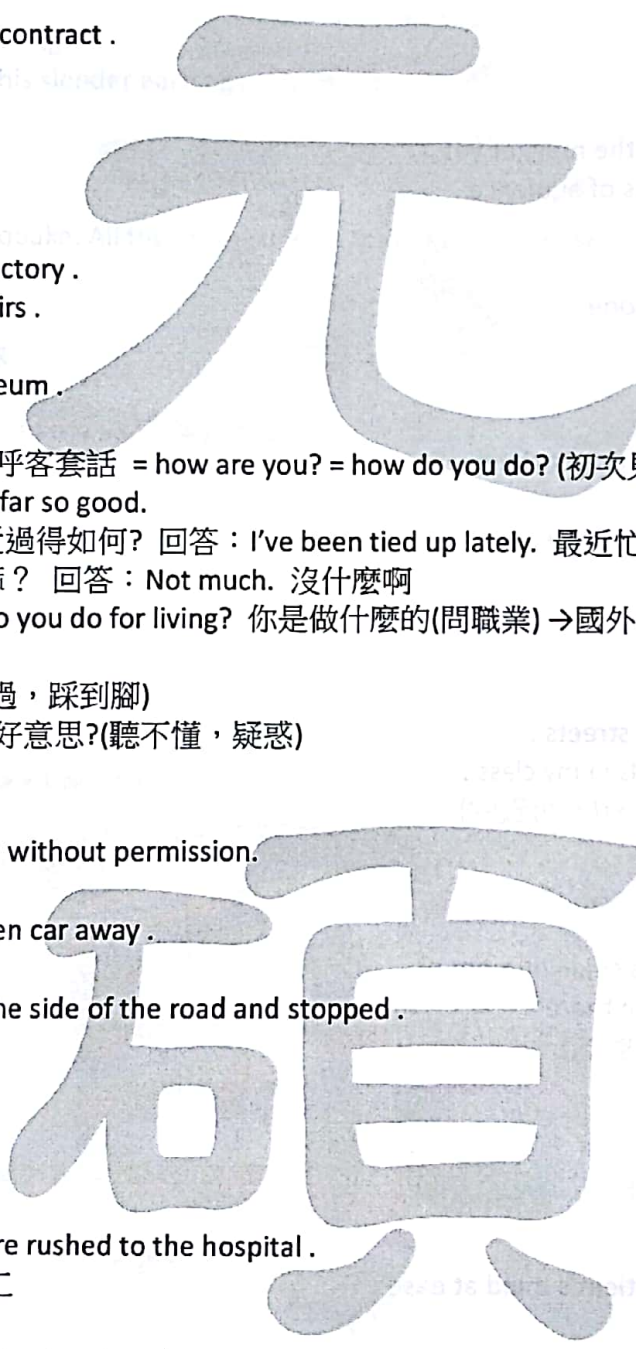 contract .
元
ctory .
irs .
eum .
呼客套話 = how are you? = how do you do? (初次
far so good.
過得如何? 回答：I've been tied up lately. 最近忙
? 回答：Not much. 沒什麼啊
you do for living? 你是做什麼的(問職業) →國外
過，踩到腳)
好意思?(聽不懂，疑惑)
streets .
my class .
without permission.
碩
en car away .
he side of the road and stopped .
re rushed to the hospital .